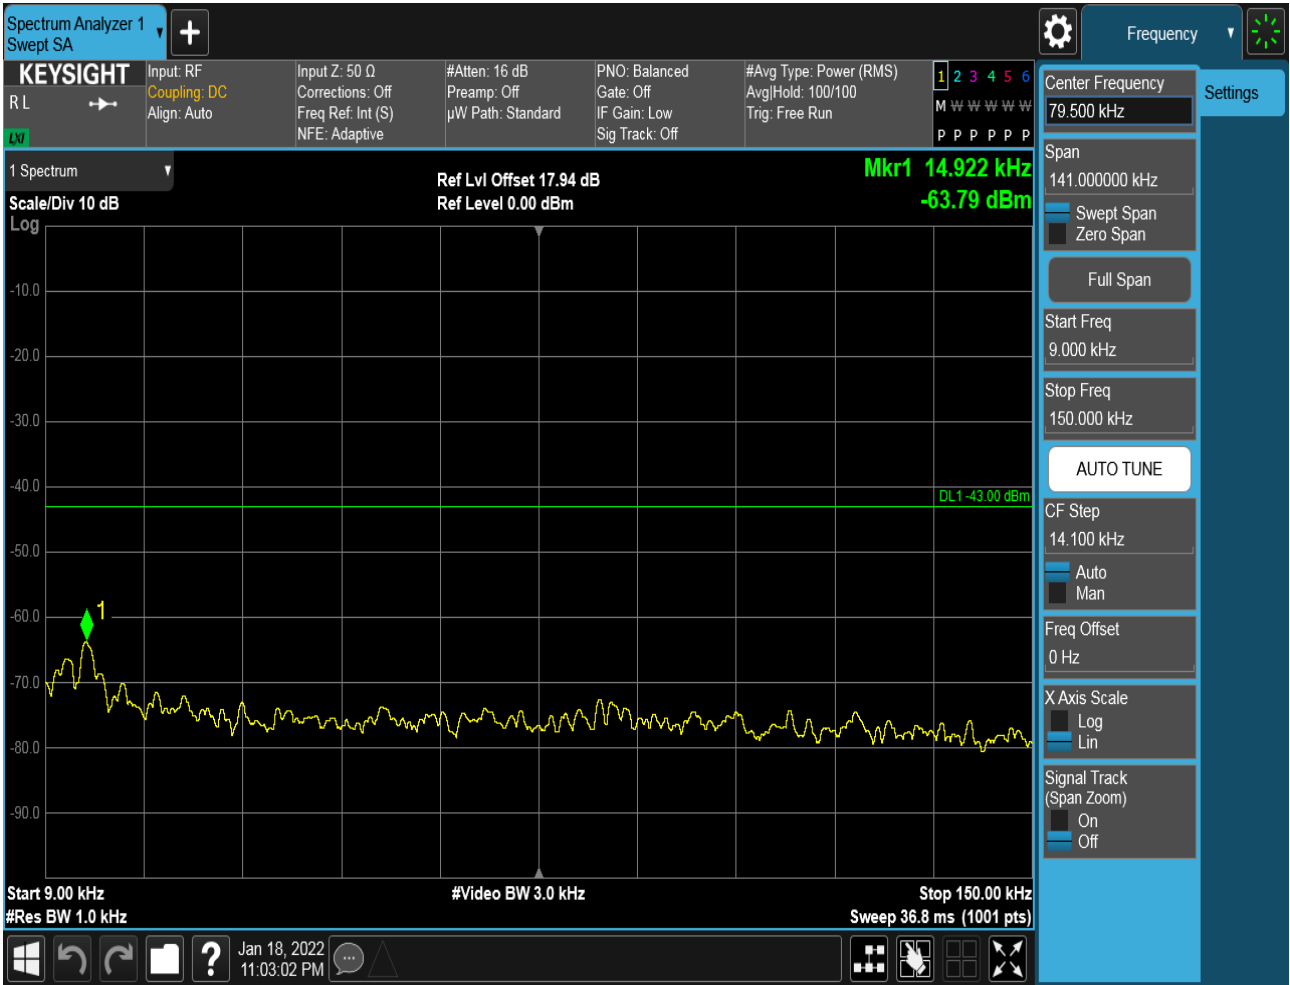 Spectrum Analyzer 1
Swept SA
Frequency
KEYSIGHT
R L
LXI
Input: RF
Coupling: DC
Align: Auto
Input Z: 50 Ω
Corrections: Off
Freq Ref: Int (S)
NFE: Adaptive
#Atten: 16 dB
Preamp: Off
µW Path: Standard
PNO: Balanced
Gate: Off
IF Gain: Low
Sig Track: Off
#Avg Type: Power (RMS)
Avg|Hold: 100/100
Trig: Free Run
1 2 3 4 5 6
M W W W W W
P P P P P P
1 Spectrum
Scale/Div 10 dB
Log
Ref Lvl Offset 17.94 dB
Ref Level 0.00 dBm
Mkr1 14.922 kHz
-63.79 dBm
-10.0
-20.0
-30.0
-40.0
DL1 -43.00 dBm
-50.0
-60.0
1
-70.0
-80.0
-90.0
Start 9.00 kHz
#Res BW 1.0 kHz
#Video BW 3.0 kHz
Stop 150.00 kHz
Sweep 36.8 ms (1001 pts)
Center Frequency
79.500 kHz
Settings
Span
141.000000 kHz
Swept Span
Zero Span
Full Span
Start Freq
9.000 kHz
Stop Freq
150.000 kHz
AUTO TUNE
CF Step
14.100 kHz
Auto
Man
Freq Offset
0 Hz
X Axis Scale
Log
Lin
Signal Track
(Span Zoom)
On
Off
?
Jan 18, 2022
11:03:02 PM